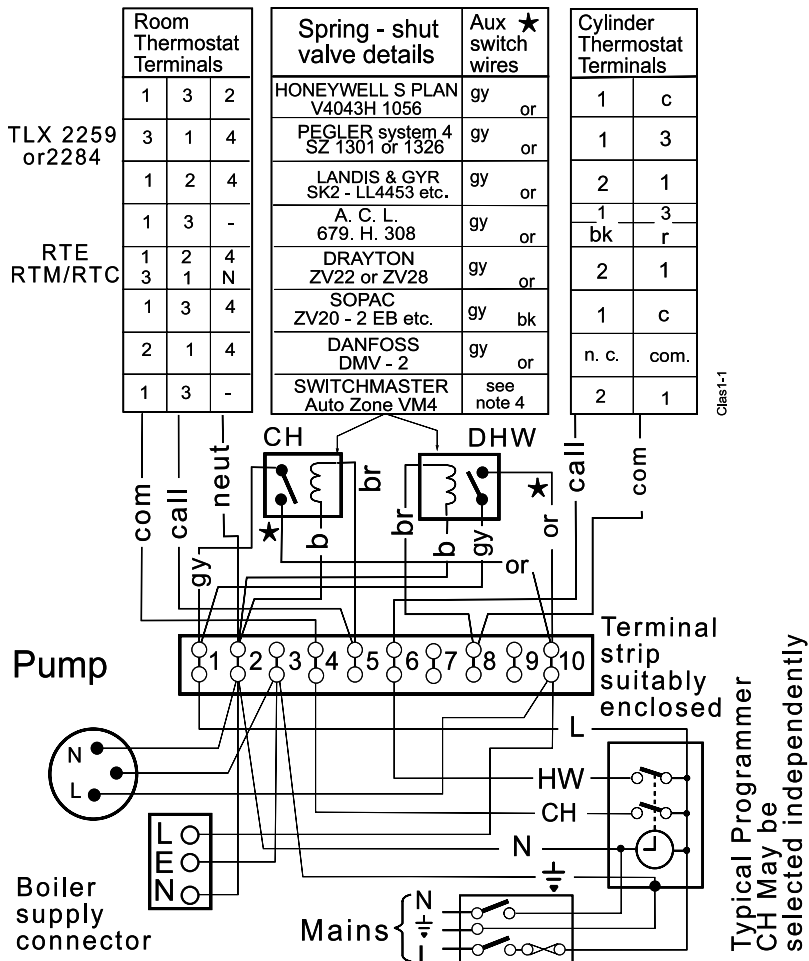 Room
Thermostat
Terminals
Spring - shut
valve details
Aux ★
switch
wires
Cylinder
Thermostat
Terminals
1 3 2
HONEYWELL S PLAN
V4043H 1056
gy or
1 c
TLX 2259
or2284
3 1 4
PEGLER system 4
SZ 1301 or 1326
gy or
1 3
1 2 4
LANDIS & GYR
SK2 - LL4453 etc.
gy or
2 1
1 3 -
A. C. L.
679. H. 308
gy or
1 3
bk r
RTE
RTM/RTC
1 2 4
3 1 N
DRAYTON
ZV22 or ZV28
gy or
2 1
1 3 4
SOPAC
ZV20 - 2 EB etc.
gy bk
1 c
2 1 4
DANFOSS
DMV - 2
gy or
n. c. com.
1 3 -
SWITCHMASTER
Auto Zone VM4
see
note 4
2 1
Clas1-1
CH
DHW
com
call
neut
gy
★
b
br
br
b
gy
★
or
or
call
com
Pump
1 2 3 4 5 6 7 8 9 10
Terminal
strip
suitably
enclosed
N
L
L
HW
CH
N
Typical Programmer
CH May be
selected independently
Boiler
supply
connector
L
E
N
Mains
N
L